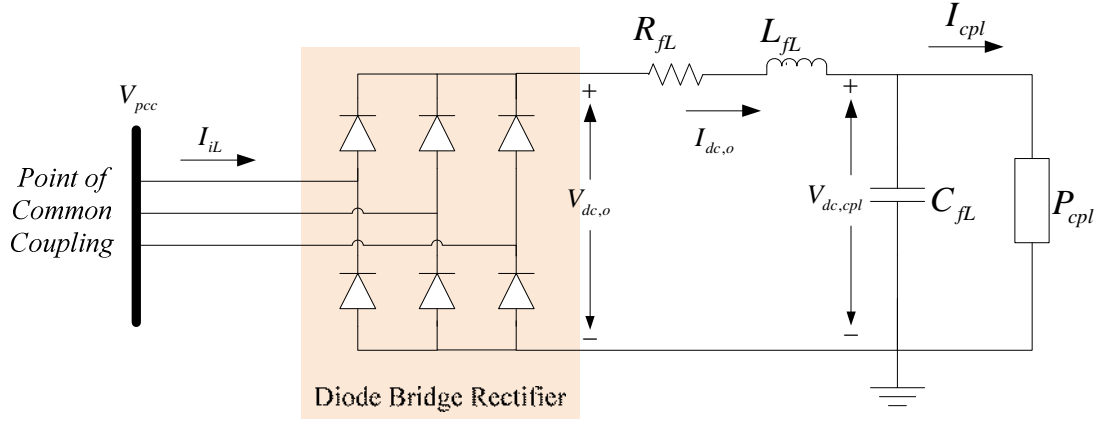 V_pcc
I_iL
Point of
Common
Coupling
Diode Bridge Rectifier
+
V_dc,o
−
R_fL
L_fL
I_dc,o
I_cpl
+
V_dc,cpl
−
C_fL
P_cpl